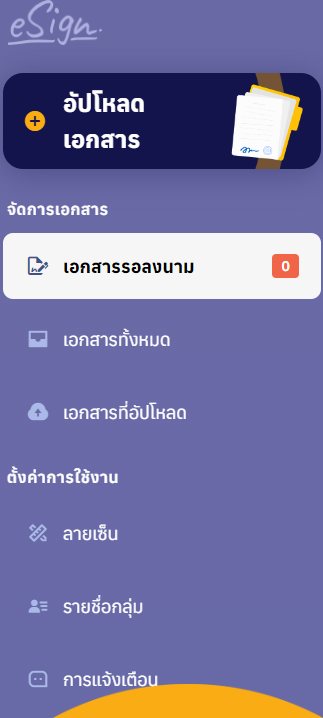 eSign.
อัปโหลด
เอกสาร
จัดการเอกสาร
เอกสารรอลงนาม 0
เอกสารทั้งหมด
เอกสารที่อัปโหลด
ตั้งค่าการใช้งาน
ลายเซ็น
รายชื่อกลุ่ม
การแจ้งเตือน